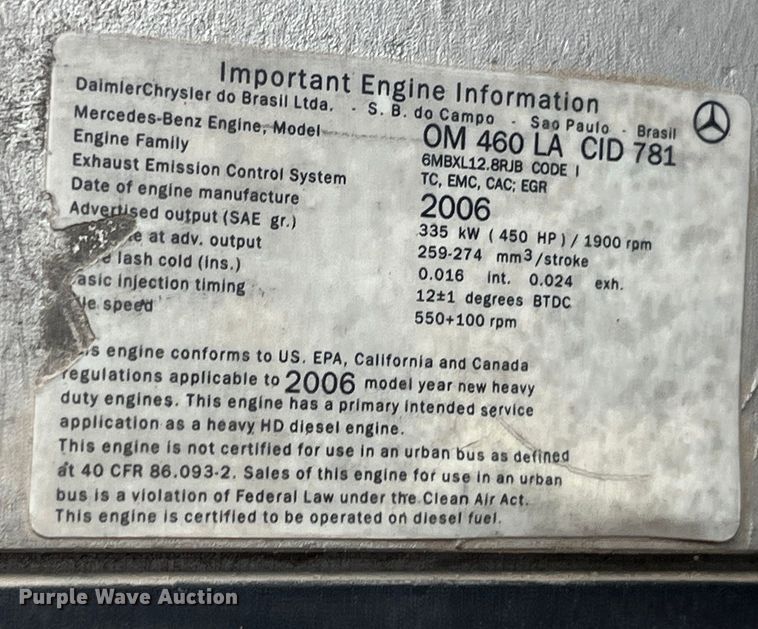 Important Engine Information
DaimlerChrysler do Brasil Ltda. - S. B. do Campo - Sao Paulo - Brasil
Mercedes-Benz Engine, Model OM 460 LA CID 781
Engine Family 6MBXL12.8RJB CODE I
Exhaust Emission Control System TC, EMC, CAC; EGR
Date of engine manufacture 2006
Advertised output (SAE gr.) 335 kW ( 450 HP ) / 1900 rpm
te at adv. output 259-274 mm3/stroke
e lash cold (ins.) 0.016 int. 0.024 exh.
asic injection timing 12±1 degrees BTDC
le speed 550+100 rpm
s engine conforms to US. EPA, California and Canada
regulations applicable to 2006 model year new heavy
duty engines. This engine has a primary intended service
application as a heavy HD diesel engine.
This engine is not certified for use in an urban bus as defined
at 40 CFR 86.093-2. Sales of this engine for use in an urban
bus is a violation of Federal Law under the Clean Air Act.
This engine is certified to be operated on diesel fuel.
Purple Wave Auction